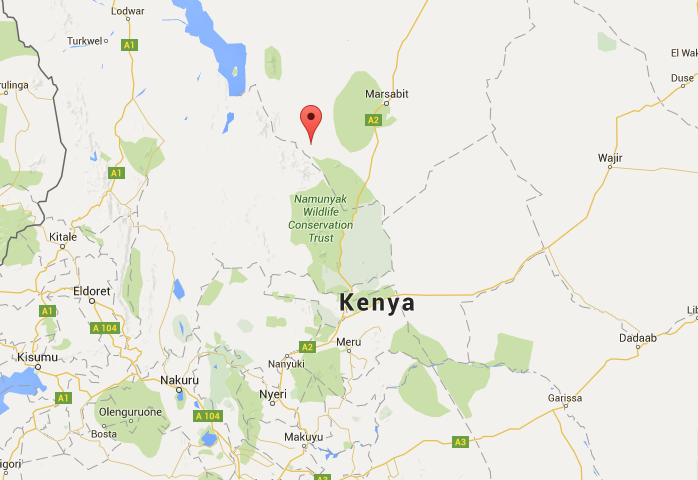 Lodwar
Turkwel
A1
El Wak
Duse
rulinga
Marsabit
A2
Wajir
A1
Namunyak
Wildlife
Conservation
Trust
Kitale
Eldoret
Kenya
A1
A 104
Meru
A2
Kisumu
Nanyuki
Dadaab
Lib
Nakuru
Nyeri
A1
Garissa
Olenguruone
A 104
Bosta
Makuyu
A3
igori
A3